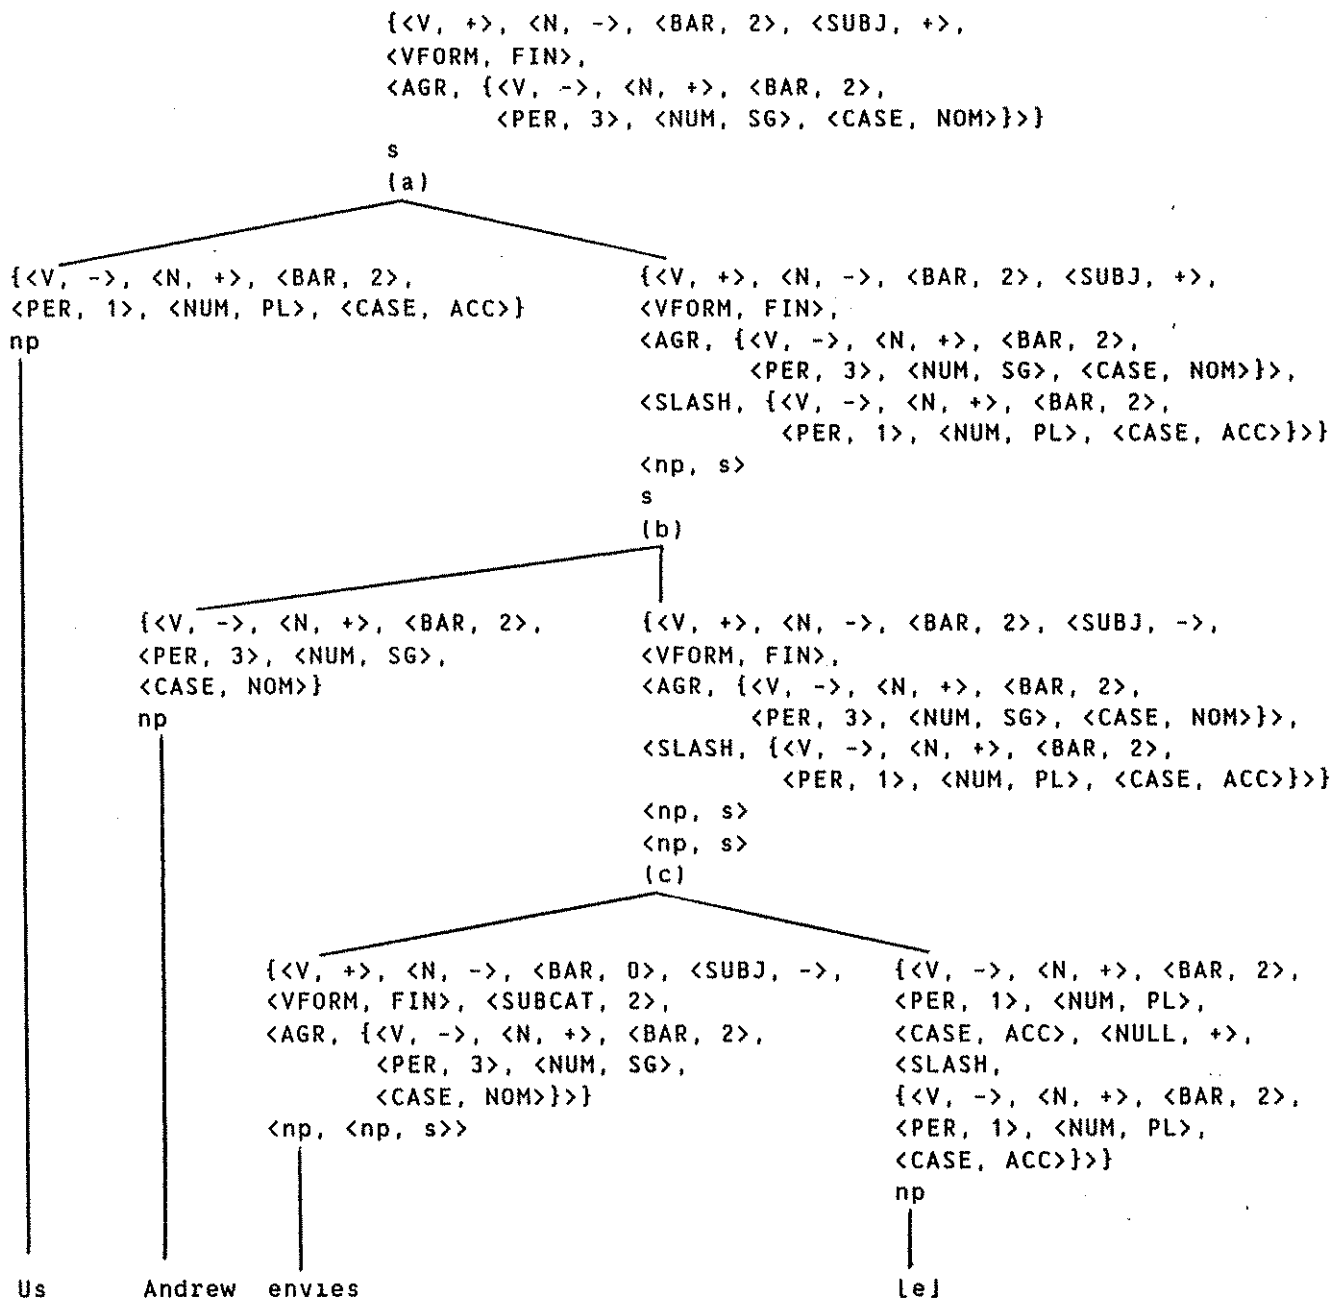 {<V, +>, <N, ->, <BAR, 2>, <SUBJ, +>,
<VFORM, FIN>,
<AGR, {<V, ->, <N, +>, <BAR, 2>,
<PER, 3>, <NUM, SG>, <CASE, NOM>}>}
s
(a)
{<V, ->, <N, +>, <BAR, 2>,
<PER, 1>, <NUM, PL>, <CASE, ACC>}
np
{<V, +>, <N, ->, <BAR, 2>, <SUBJ, +>,
<VFORM, FIN>,
<AGR, {<V, ->, <N, +>, <BAR, 2>,
<PER, 3>, <NUM, SG>, <CASE, NOM>}>,
<SLASH, {<V, ->, <N, +>, <BAR, 2>,
<PER, 1>, <NUM, PL>, <CASE, ACC>}>}
<np, s>
s
(b)
{<V, ->, <N, +>, <BAR, 2>,
<PER, 3>, <NUM, SG>,
<CASE, NOM>}
np
{<V, +>, <N, ->, <BAR, 2>, <SUBJ, ->,
<VFORM, FIN>,
<AGR, {<V, ->, <N, +>, <BAR, 2>,
<PER, 3>, <NUM, SG>, <CASE, NOM>}>,
<SLASH, {<V, ->, <N, +>, <BAR, 2>,
<PER, 1>, <NUM, PL>, <CASE, ACC>}>}
<np, s>
<np, s>
(c)
{<V, +>, <N, ->, <BAR, 0>, <SUBJ, ->,
<VFORM, FIN>, <SUBCAT, 2>,
<AGR, {<V, ->, <N, +>, <BAR, 2>,
<PER, 3>, <NUM, SG>,
<CASE, NOM>}>}
<np, <np, s>>
{<V, ->, <N, +>, <BAR, 2>,
<PER, 1>, <NUM, PL>,
<CASE, ACC>, <NULL, +>,
<SLASH,
{<V, ->, <N, +>, <BAR, 2>,
<PER, 1>, <NUM, PL>,
<CASE, ACC>}>}
np
Us Andrew envies [e]